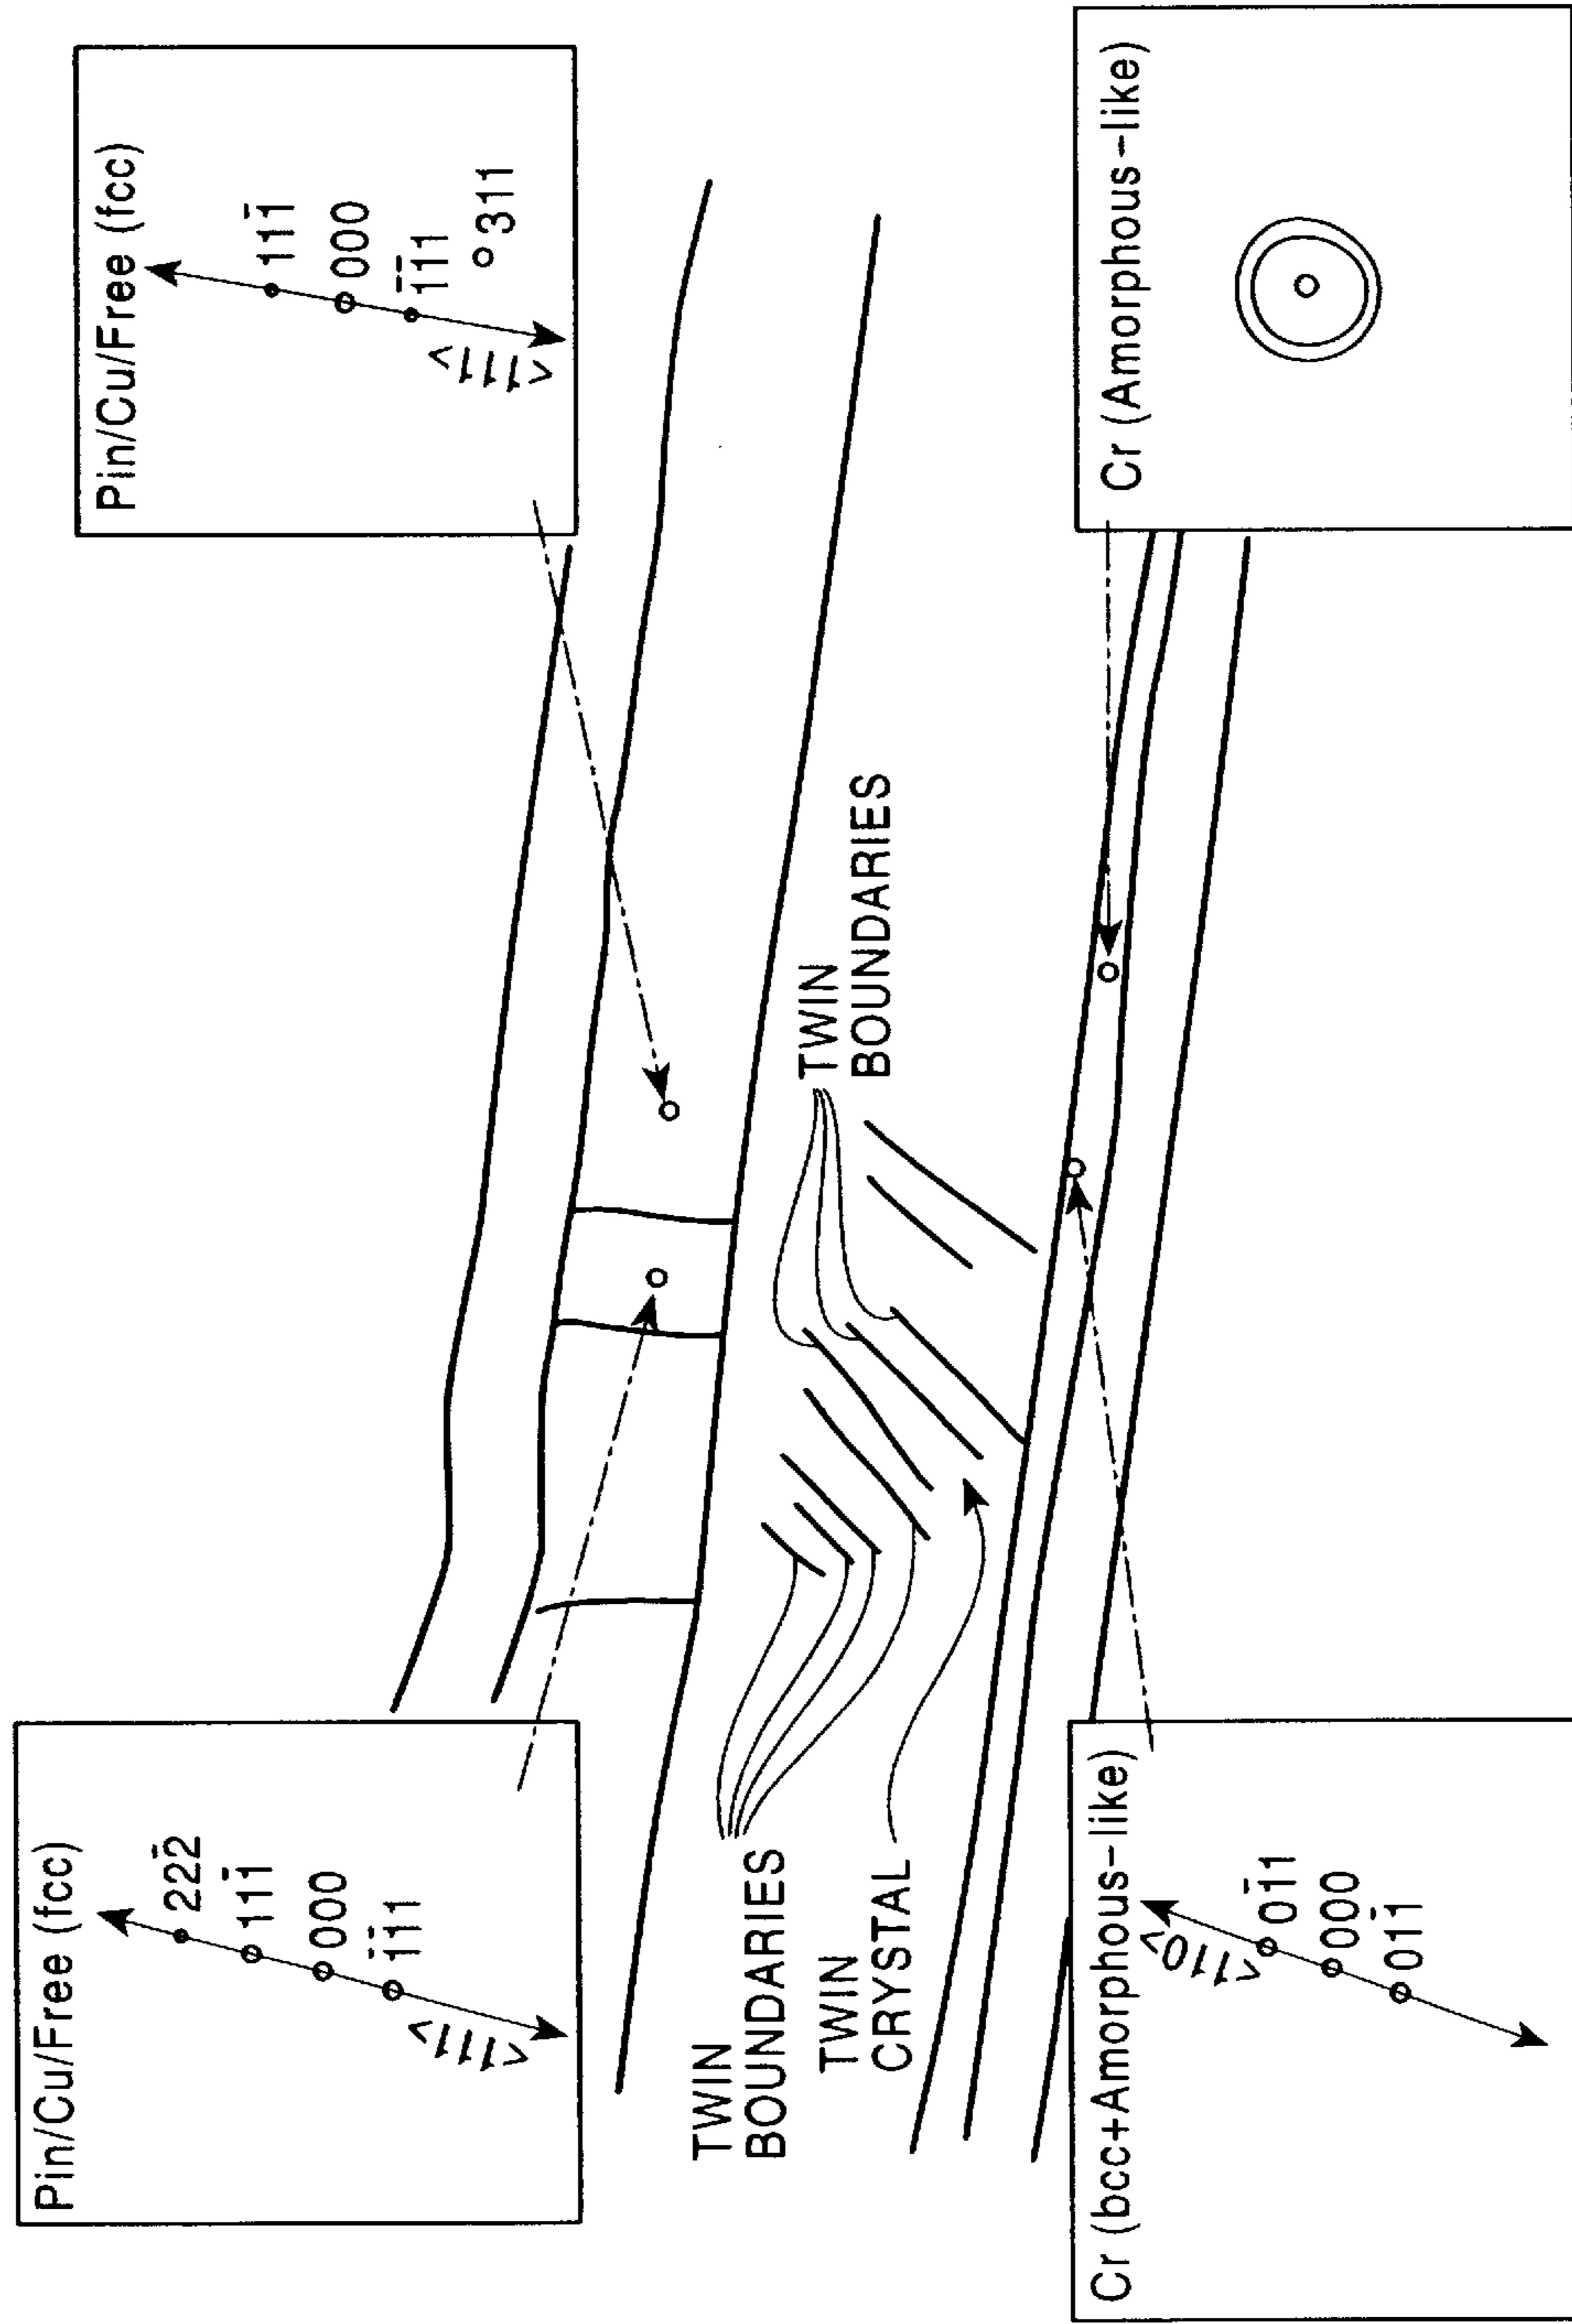 Pin/Cu/Free (fcc)
222̄
111̄
000
1̄1̄1
<111>
Pin/Cu/Free (fcc)
111̄
000
1̄1̄1
311
<111>
TWIN
BOUNDARIES
TWIN
BOUNDARIES
TWIN
CRYSTAL
Cr (bcc+Amorphous-like)
<110>
01̄1
000
011̄
Cr (Amorphous-like)